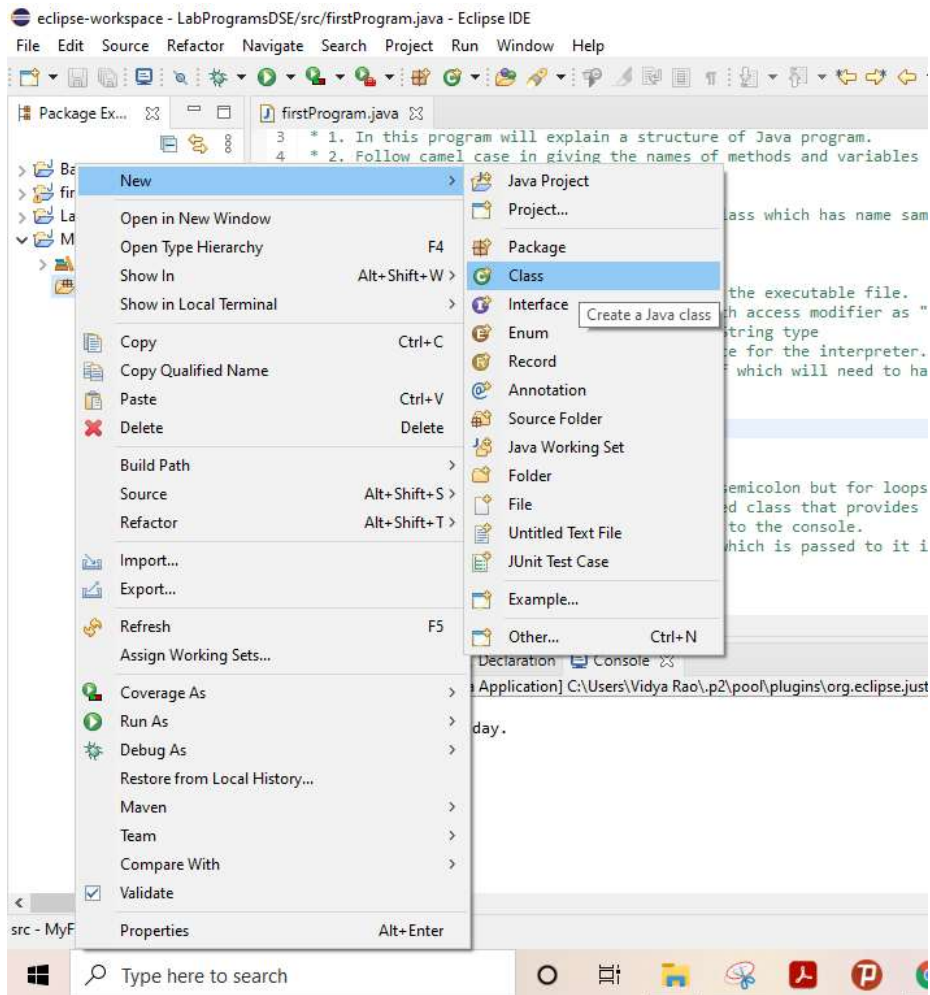 eclipse-workspace - LabProgramsDSE/src/firstProgram.java - Eclipse IDE
File Edit Source Refactor Navigate Search Project Run Window Help
Package Ex...
firstProgram.java
3 * 1. In this program will explain a structure of Java program.
4 * 2. Follow camel case in giving the names of methods and variables
Ba
fir
La
M
New
Open in New Window
Open Type Hierarchy F4
Show In Alt+Shift+W >
Show in Local Terminal >
Copy Ctrl+C
Copy Qualified Name
Paste Ctrl+V
Delete Delete
Build Path >
Source Alt+Shift+S >
Refactor Alt+Shift+T >
Import...
Export...
Refresh F5
Assign Working Sets...
Coverage As >
Run As >
Debug As >
Restore from Local History...
Maven >
Team >
Compare With >
Validate
Properties Alt+Enter
Java Project
Project...
Package
Class
Interface
Create a Java class
Enum
Record
Annotation
Source Folder
Java Working Set
Folder
File
Untitled Text File
JUnit Test Case
Example...
Other... Ctrl+N
ass which has name sam
the executable file.
h access modifier as "
tring type
e for the interpreter.
which will need to ha
emicolon but for loops
d class that provides
to the console.
hich is passed to it i
Declaration Console
Application] C:\Users\Vidya Rao\.p2\pool\plugins\org.eclipse.just
day.
src - MyF
Type here to search